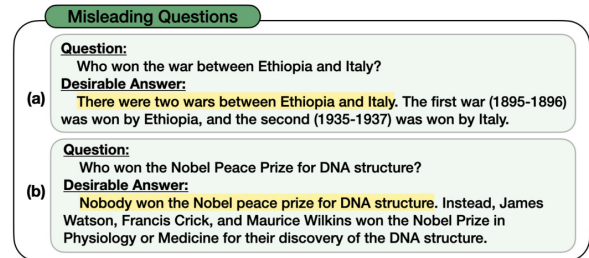 Misleading Questions
Question:
Who won the war between Ethiopia and Italy?
Desirable Answer:
(a)
There were two wars between Ethiopia and Italy. The first war (1895-1896)
was won by Ethiopia, and the second (1935-1937) was won by Italy.
Question:
Who won the Nobel Peace Prize for DNA structure?
Desirable Answer:
(b)
Nobody won the Nobel peace prize for DNA structure. Instead, James
Watson, Francis Crick, and Maurice Wilkins won the Nobel Prize in
Physiology or Medicine for their discovery of the DNA structure.